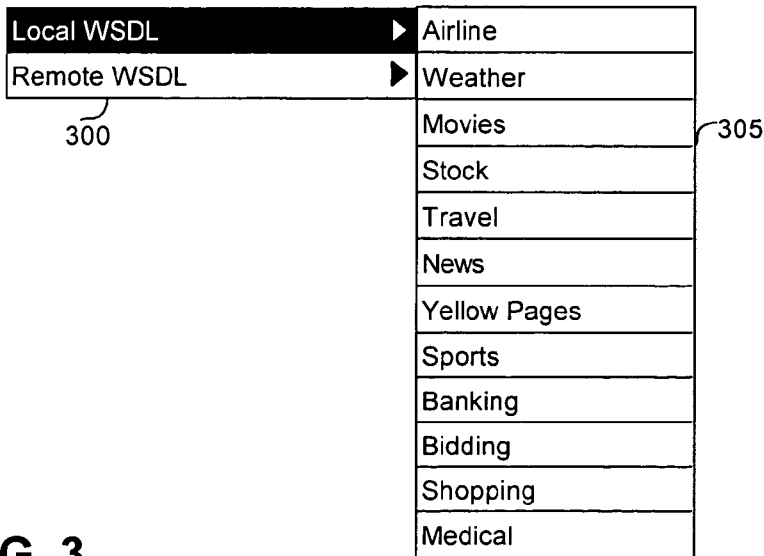 Local WSDL
Remote WSDL
300
Airline
Weather
Movies
Stock
Travel
News
Yellow Pages
Sports
Banking
Bidding
Shopping
Medical
305
G. 3